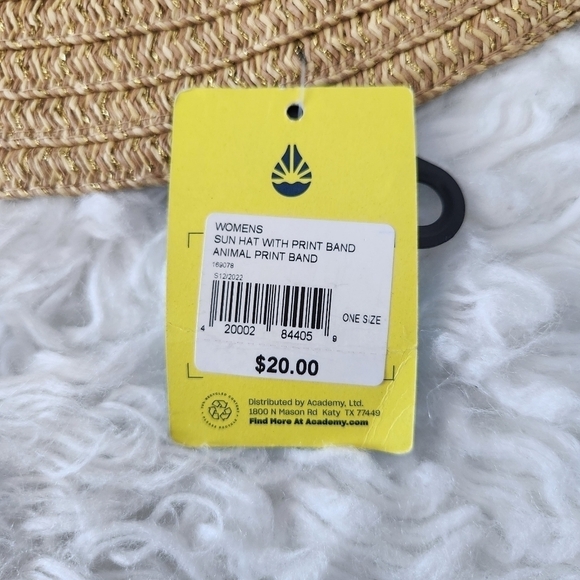 WOMENS
SUN HAT WITH PRINT BAND
ANIMAL PRINT BAND
169078
S12/2022
ONE SIZE
4 20002 84405 9
$20.00
Distributed by Academy, Ltd.
1800 N Mason Rd Katy TX 77449
Find More At Academy.com